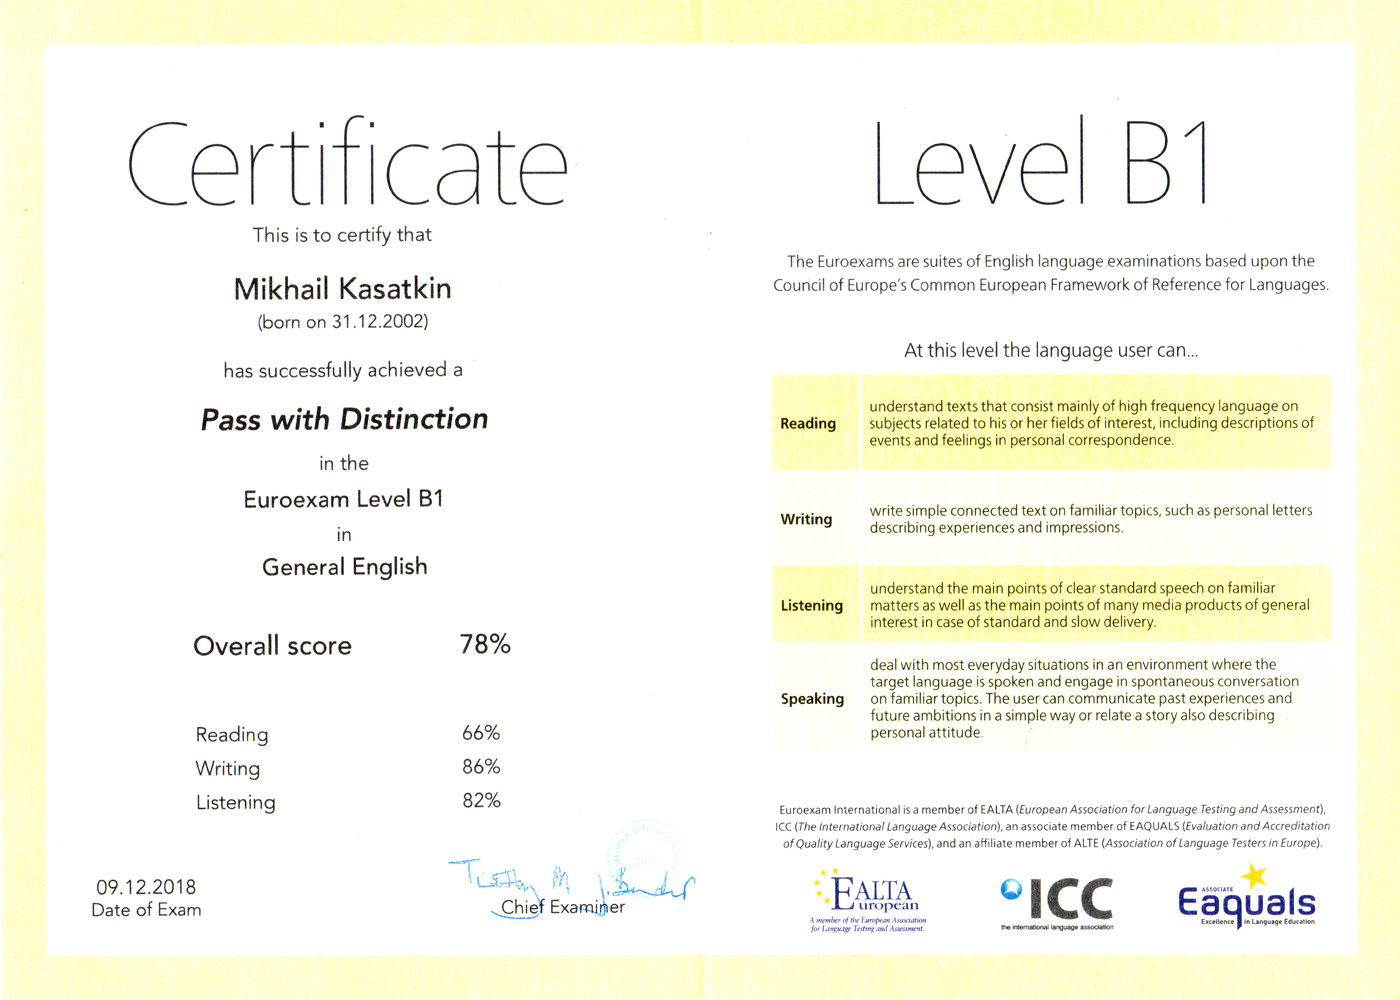 Certificate
This is to certify that
Mikhail Kasatkin
(born on 31.12.2002)
has successfully achieved a
Pass with Distinction
in the
Euroexam Level B1
in
General English
Overall score 78%
Reading 66%
Writing 86%
Listening 82%
09.12.2018
Date of Exam
Chief Examiner
Level B1
The Euroexams are suites of English language examinations based upon the
Council of Europe's Common European Framework of Reference for Languages.
At this level the language user can...
Reading
understand texts that consist mainly of high frequency language on
subjects related to his or her fields of interest, including descriptions of
events and feelings in personal correspondence.
Writing
write simple connected text on familiar topics, such as personal letters
describing experiences and impressions.
Listening
understand the main points of clear standard speech on familiar
matters as well as the main points of many media products of general
interest in case of standard and slow delivery.
Speaking
deal with most everyday situations in an environment where the
target language is spoken and engage in spontaneous conversation
on familiar topics. The user can communicate past experiences and
future ambitions in a simple way or relate a story also describing
personal attitude.
Euroexam International is a member of EALTA (European Association for Language Testing and Assessment),
ICC (The International Language Association), an associate member of EAQUALS (Evaluation and Accreditation
of Quality Language Services), and an affiliate member of ALTE (Association of Language Testers in Europe).
EALTA
European
A member of the European Association
for Language Testing and Assessment.
ICC
the international language association
ASSOCIATE
Eaquals
Excellence in Language Education